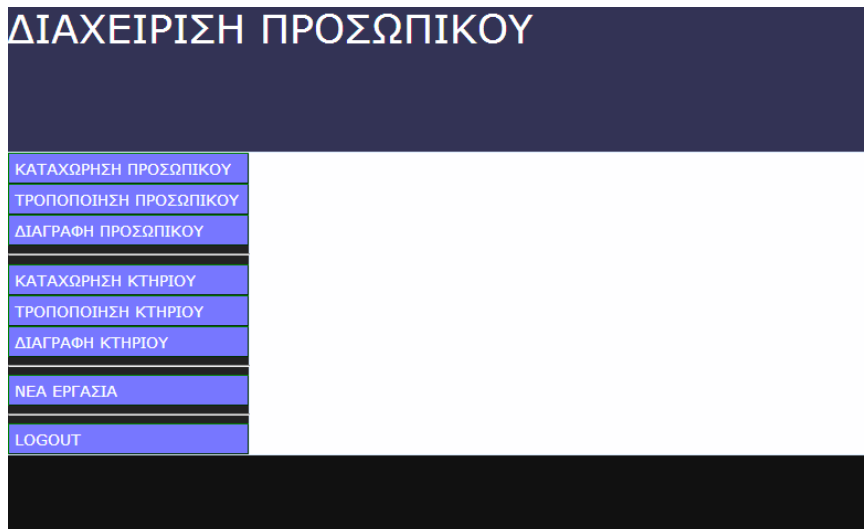 ΔΙΑΧΕΙΡΙΣΗ ΠΡΟΣΩΠΙΚΟΥ
ΚΑΤΑΧΩΡΗΣΗ ΠΡΟΣΩΠΙΚΟΥ
ΤΡΟΠΟΠΟΙΗΣΗ ΠΡΟΣΩΠΙΚΟΥ
ΔΙΑΓΡΑΦΗ ΠΡΟΣΩΠΙΚΟΥ
ΚΑΤΑΧΩΡΗΣΗ ΚΤΗΡΙΟΥ
ΤΡΟΠΟΠΟΙΗΣΗ ΚΤΗΡΙΟΥ
ΔΙΑΓΡΑΦΗ ΚΤΗΡΙΟΥ
ΝΕΑ ΕΡΓΑΣΙΑ
LOGOUT